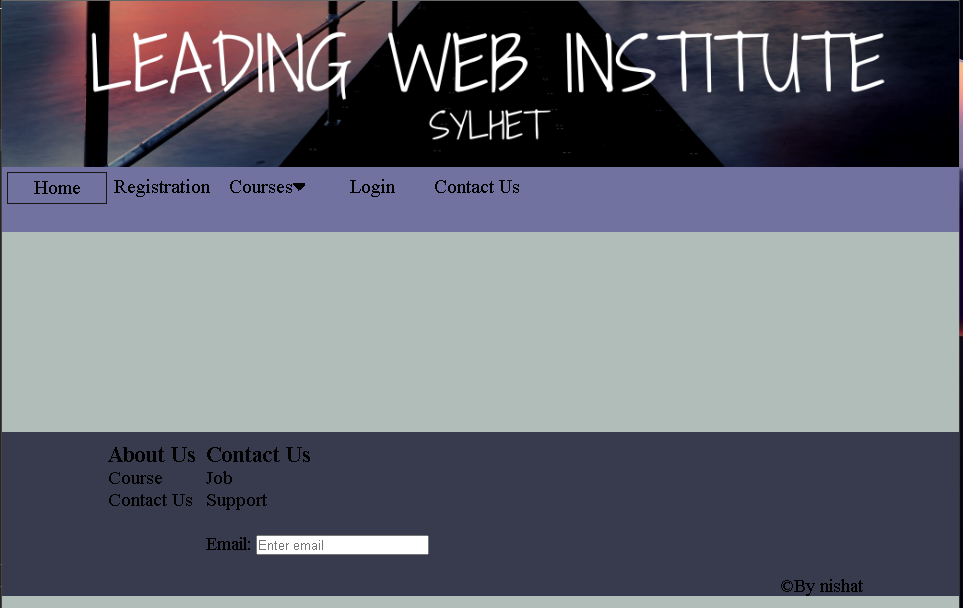 LEADING WEB INSTITUTE
SYLHET
Home Registration Courses Login Contact Us
About Us Contact Us
Course Job
Contact Us Support
Email: Enter email
©By nishat